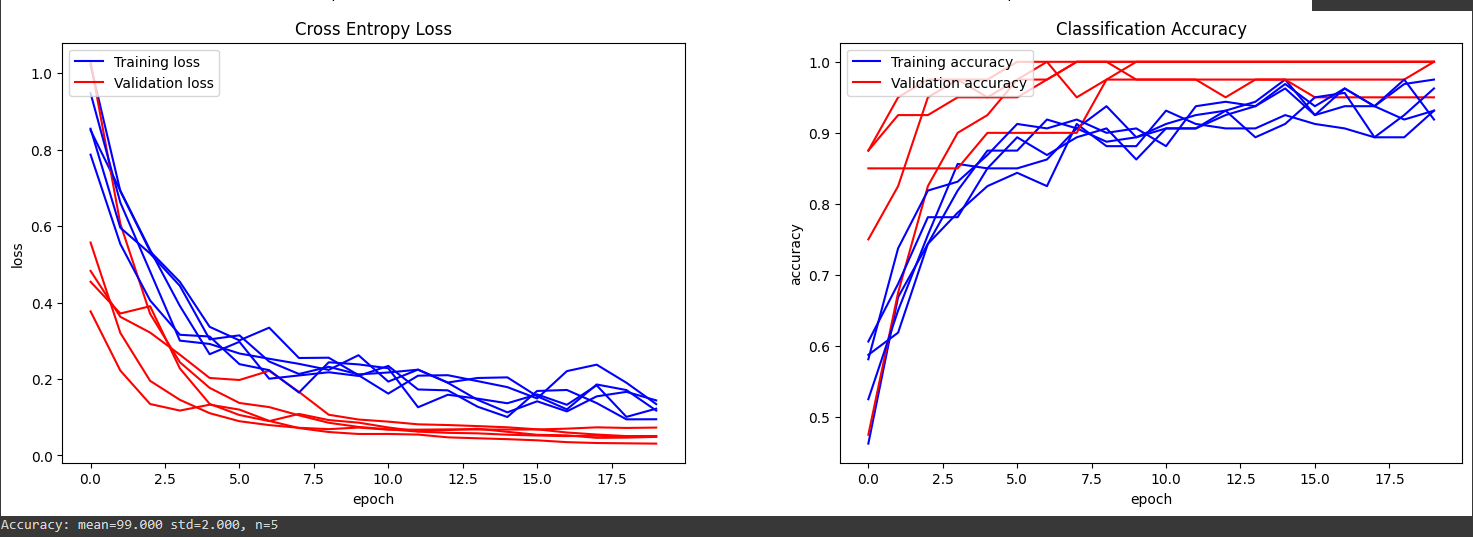 Cross Entropy Loss
Training loss
Validation loss
1.0
0.8
0.6
0.4
0.2
0.0
loss
0.0 2.5 5.0 7.5 10.0 12.5 15.0 17.5
epoch
Classification Accuracy
Training accuracy
Validation accuracy
1.0
0.9
0.8
0.7
0.6
0.5
accuracy
0.0 2.5 5.0 7.5 10.0 12.5 15.0 17.5
epoch
Accuracy: mean=99.000 std=2.000, n=5